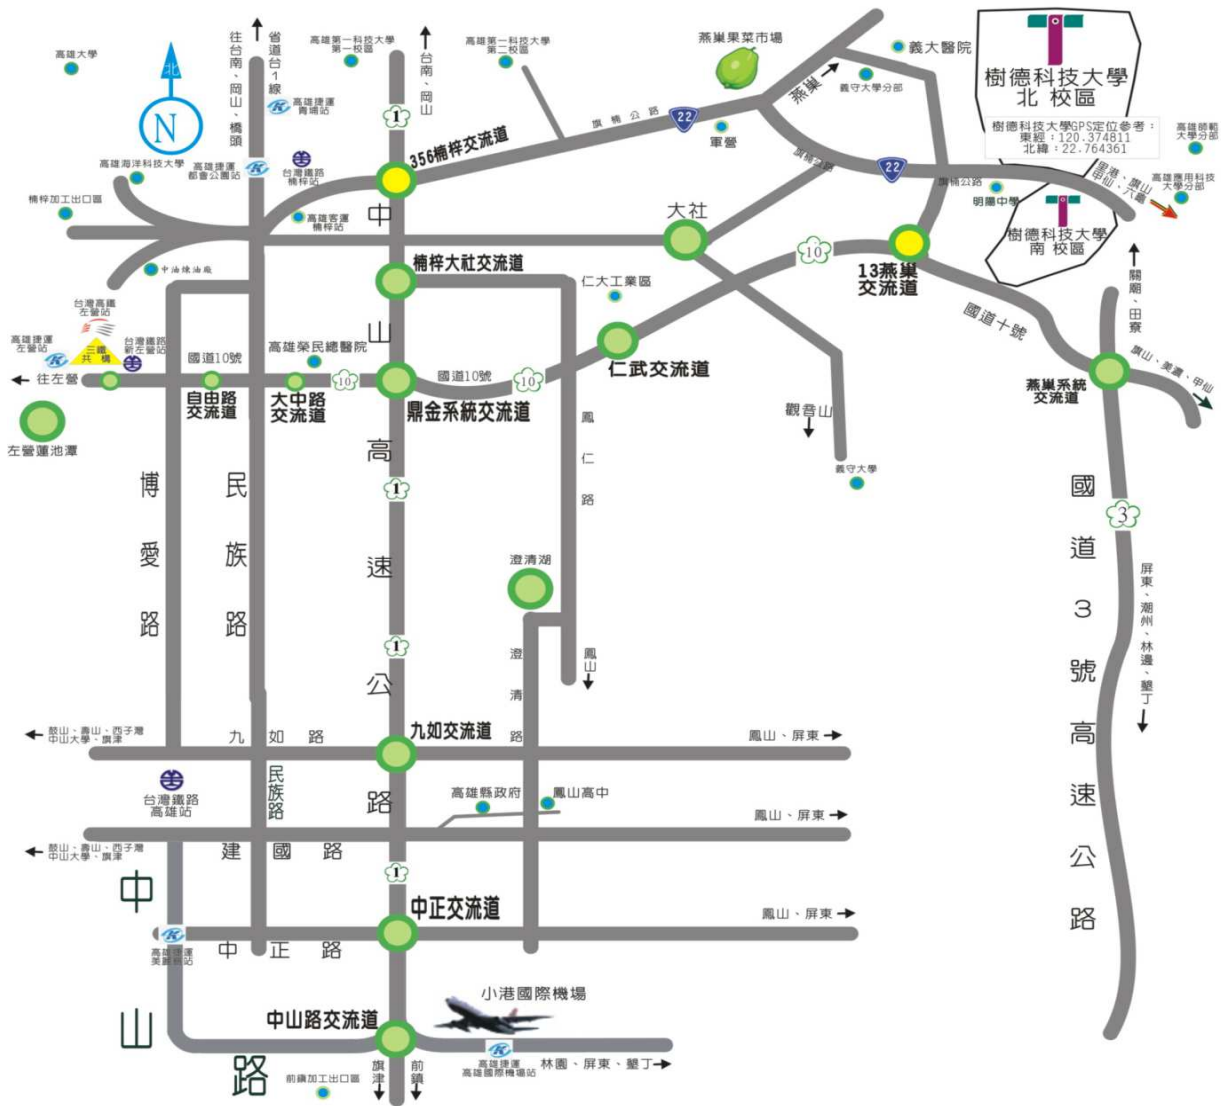 往台南、岡山、橋頭
省道台1線
高雄大學
高雄第一科技大學
第一校區
台南、岡山
高雄第一科技大學
第二校區
燕巢果菜市場
義大醫院
義守大學分部
燕巢
樹德科技大學
北 校區
樹德科技大學GPS定位參考：
東經：120.374811
北緯：22.764361
高雄師範
大學分部
北
N
高雄捷運
青埔站
1
旗楠公路
22
軍營
356楠梓交流道
高雄海洋科技大學
高雄捷運
都會公園站
台灣鐵路
楠梓站
旗楠公路
22
旗楠公路
明陽中學
里港、旗山
甲仙、六龜
高雄應用科技
大學分部
楠梓加工出口區
高雄客運
楠梓站
大社
樹德科技大學
南 校區
中油煉油廠
楠梓大社交流道
仁大工業區
10
13燕巢
交流道
關廟、田寮
國道十號
台灣高鐵
左營站
高雄捷運
左營站
三鐵
共構
台灣鐵路
新左營站
國道10號
高雄榮民總醫院
往左營
自由路
交流道
大中路
交流道
10
國道10號
10
鼎金系統交流道
仁武交流道
燕巢系統
交流道
旗山、美濃、甲仙
左營蓮池潭
觀音山
義守大學
鳳仁路
博愛路
民族路
中山高速公路
1
1
1
國道3號高速公路
3
澄清湖
澄清路
鳳山
屏東、潮州、林邊、墾丁
鼓山、壽山、西子灣
中山大學、旗津
九如路
九如交流道
鳳山、屏東
台灣鐵路
高雄站
民族路
高雄縣政府
鳳山高中
鳳山、屏東
鼓山、壽山、西子灣
中山大學、旗津
建國路
中正交流道
鳳山、屏東
高雄捷運
美麗島站
中正路
中山路
中山路交流道
小港國際機場
高雄捷運
高雄國際機場站
林園、屏東、墾丁
前鎮加工出口區
旗津
前鎮